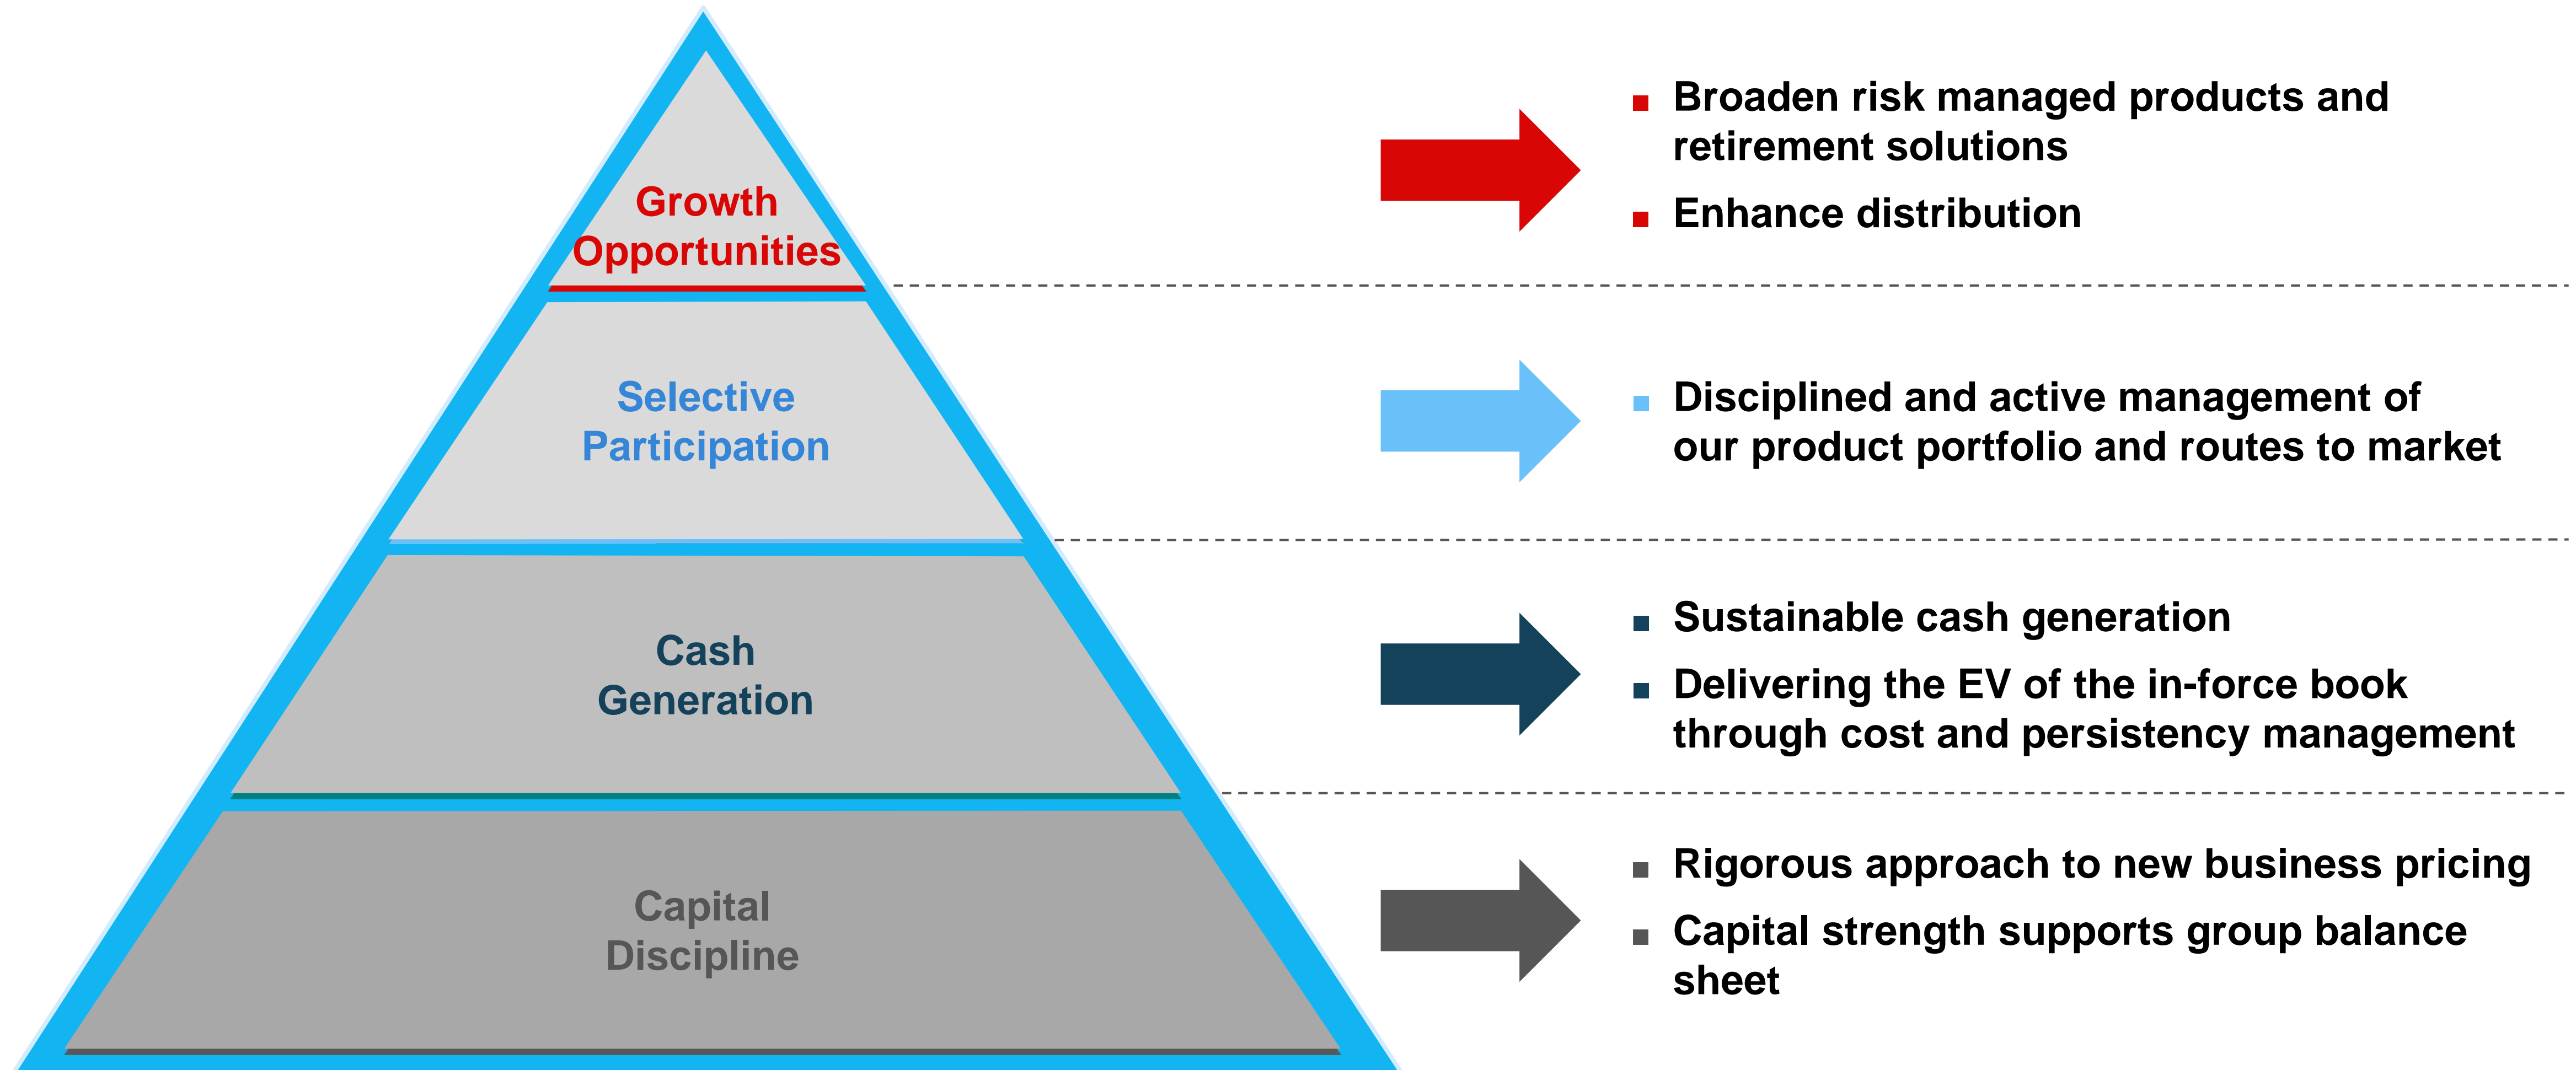 Growth
Opportunities
Broaden risk managed products and
retirement solutions
Enhance distribution
Selective
Participation
Disciplined and active management of
our product portfolio and routes to market
Cash
Generation
Sustainable cash generation
Delivering the EV of the in-force book
through cost and persistency management
Capital
Discipline
Rigorous approach to new business pricing
Capital strength supports group balance
sheet